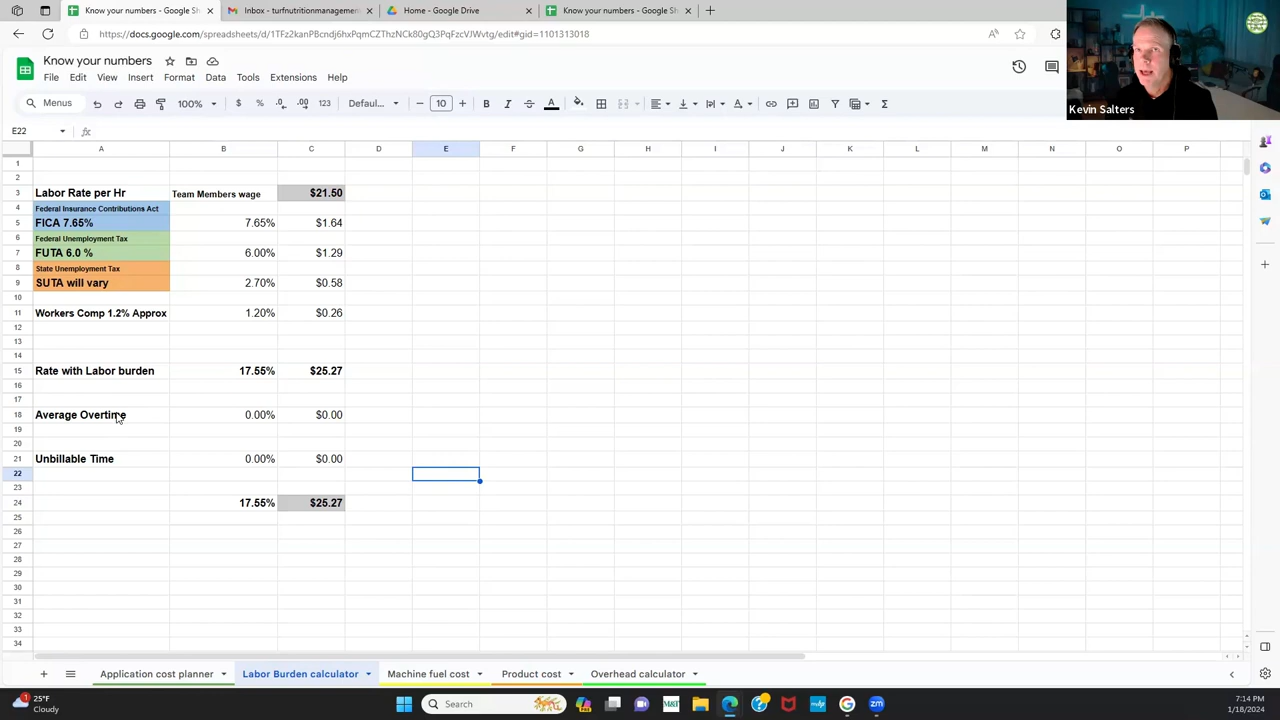 Know your numbers - Google Sh
Inbox - turfnutritionmanagemen
Home - Google Drive
Know your numbers - Google Sh
https://docs.google.com/spreadsheets/d/1TFz2kanPBcndj6hxPqmCZThzNCk80gQ3PqFzcVJWvtg/edit#gid=1101313018
Know your numbers
File Edit View Insert Format Data Tools Extensions Help
Menus 100% $ % .0 .00 123 Defaul... 10 B I A
Kevin Salters
E22 fx
A B C D E F G H I J K L M N O P
1
2
3 Labor Rate per Hr Team Members wage $21.50
4 Federal Insurance Contributions Act
5 FICA 7.65% 7.65% $1.64
6 Federal Unemployment Tax
7 FUTA 6.0 % 6.00% $1.29
8 State Unemployment Tax
9 SUTA will vary 2.70% $0.58
10
11 Workers Comp 1.2% Approx 1.20% $0.26
12
13
14
15 Rate with Labor burden 17.55% $25.27
16
17
18 Average Overtime 0.00% $0.00
19
20
21 Unbillable Time 0.00% $0.00
22
23
24 17.55% $25.27
25
26
27
28
29
30
31
32
33
34
Application cost planner Labor Burden calculator Machine fuel cost Product cost Overhead calculator
25°F
Cloudy
Search
7:14 PM
1/18/2024